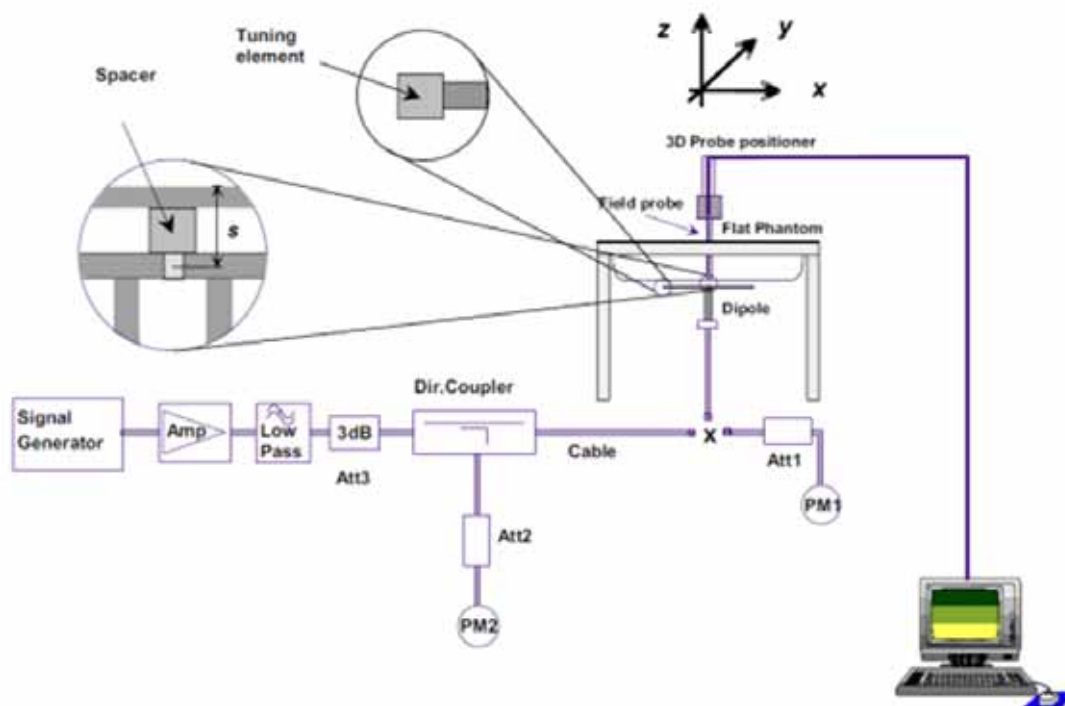 Tuning
element
Spacer
s
z
y
x
3D Probe positioner
Field probe
Flat Phantom
Dipole
Dir.Coupler
Signal
Generator
Amp
Low
Pass
3dB
Att3
Cable
X
Att1
PM1
Att2
PM2